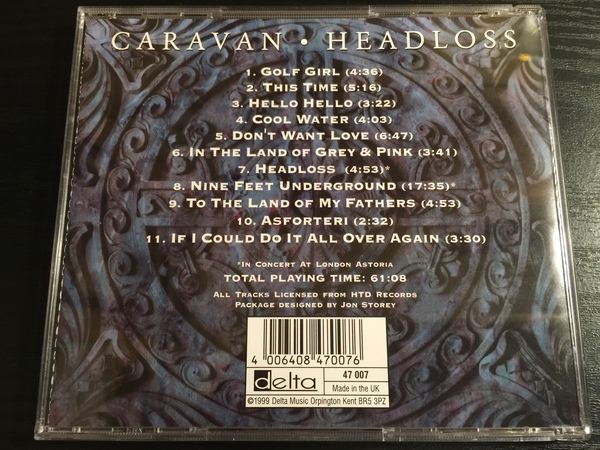 CARAVAN • HEADLOSS
1. GOLF GIRL (4:36)
2. THIS TIME (5:16)
3. HELLO HELLO (3:22)
4. COOL WATER (4:03)
5. DON'T WANT LOVE (6:47)
6. IN THE LAND OF GREY & PINK (3:41)
7. HEADLOSS (4:53)*
8. NINE FEET UNDERGROUND (17:35)*
9. TO THE LAND OF MY FATHERS (4:53)
10. ASFORTERI (2:32)
11. IF I COULD DO IT ALL OVER AGAIN (3:30)
*IN CONCERT AT LONDON ASTORIA
TOTAL PLAYING TIME: 61:08
ALL TRACKS LICENSED FROM HTD RECORDS
PACKAGE DESIGNED BY JON STOREY
4 006408 470076
delta
47 007
Made in the UK
©1999 Delta Music Orpington Kent BR5 3PZ